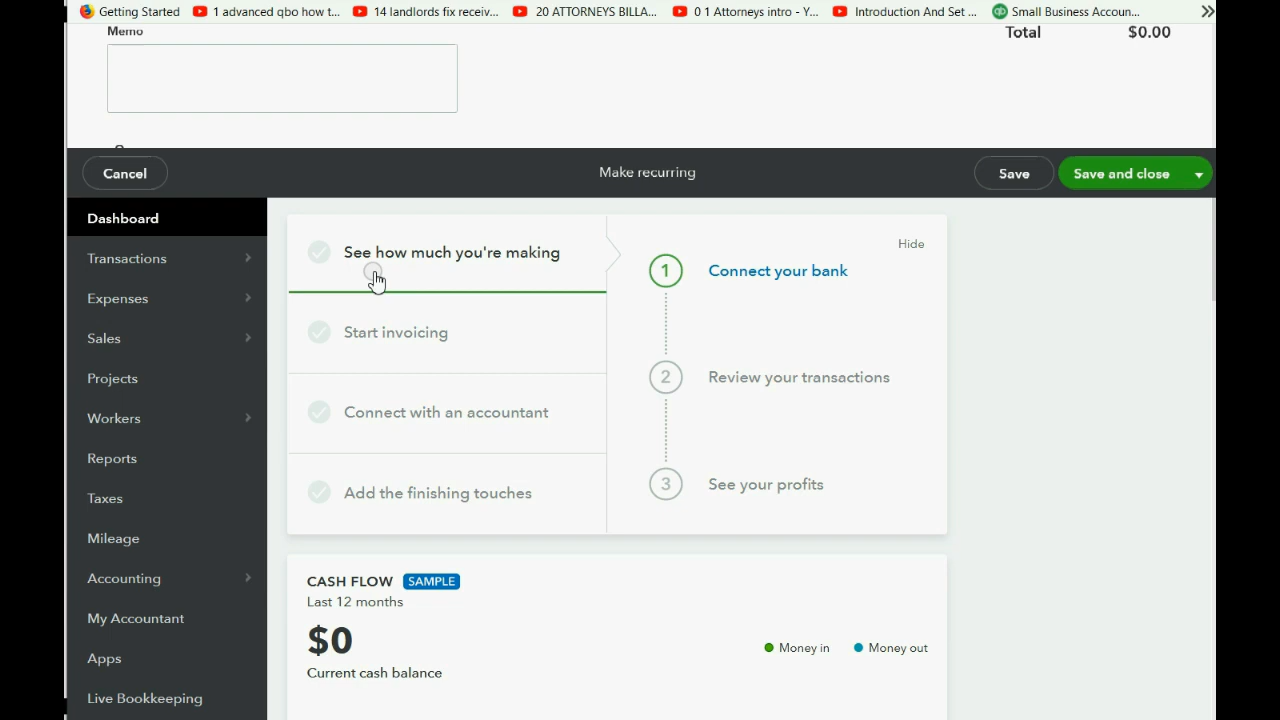 Getting Started
1 advanced qbo how t...
14 landlords fix receiv...
20 ATTORNEYS BILLA...
0 1 Attorneys intro - Y...
Introduction And Set ...
qb Small Business Accoun...
Memo
Total $0.00
Cancel
Make recurring
Save
Save and close
Dashboard
Transactions
Expenses
Sales
Projects
Workers
Reports
Taxes
Mileage
Accounting
My Accountant
Apps
Live Bookkeeping
See how much you're making
Start invoicing
Connect with an accountant
Add the finishing touches
Hide
1 Connect your bank
2 Review your transactions
3 See your profits
CASH FLOW SAMPLE
Last 12 months
$0
Current cash balance
Money in
Money out